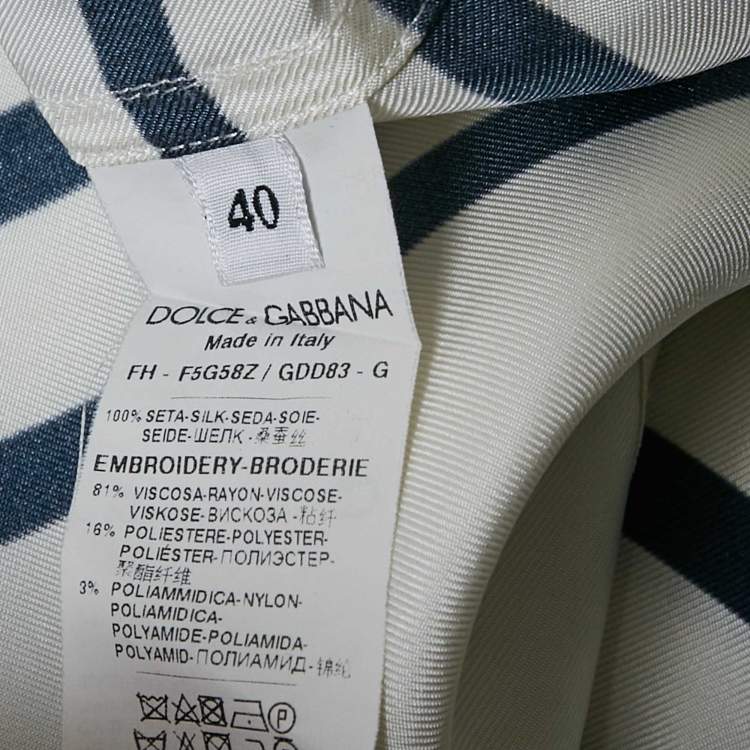 40
DOLCE & GABBANA
Made in Italy
FH - F5G58Z / GDD83 - G
100% SETA-SILK-SEDA-SOIE-
SEIDE-ШЕЛК-桑蚕丝
EMBROIDERY-BRODERIE
81% VISCOSA-RAYON-VISCOSE-
VISKOSE-ВИСКОЗА-粘纤
16% POLIESTERE-POLYESTER-
POLIÉSTER-ПОЛИЭСТЕР-
聚酯纤维
3% POLIAMMIDICA-NYLON-
POLIAMIDICA-
POLYAMIDE-POLIAMIDA-
POLYAMID-ПОЛИАМИД-锦纶
P